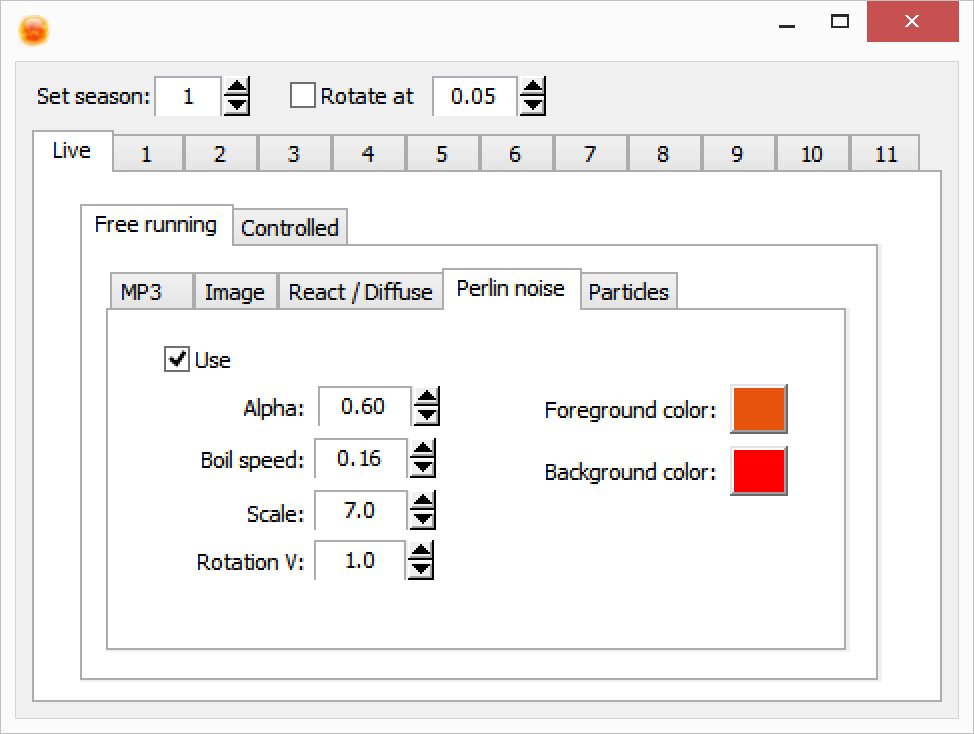 Set season: 1 Rotate at 0.05
Live 1 2 3 4 5 6 7 8 9 10 11
Free running Controlled
MP3 Image React / Diffuse Perlin noise Particles
Use
Alpha: 0.60 Foreground color:
Boil speed: 0.16 Background color:
Scale: 7.0
Rotation V: 1.0